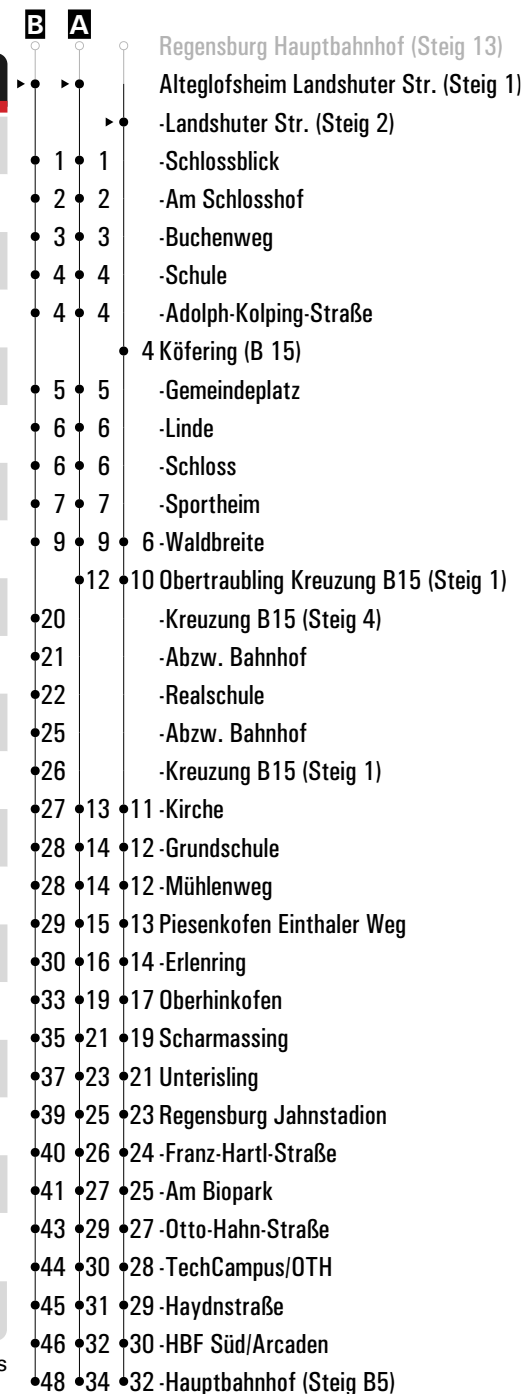 B A
Regensburg Hauptbahnhof (Steig 13)
Alteglofsheim Landshuter Str. (Steig 1)
-Landshuter Str. (Steig 2)
1 1 -Schlossblick
2 2 -Am Schlosshof
3 3 -Buchenweg
4 4 -Schule
4 4 -Adolph-Kolping-Straße
4 Köfering (B 15)
5 5 -Gemeindeplatz
6 6 -Linde
6 6 -Schloss
7 7 -Sportheim
9 9 6 -Waldbreite
12 10 Obertraubling Kreuzung B15 (Steig 1)
20 -Kreuzung B15 (Steig 4)
21 -Abzw. Bahnhof
22 -Realschule
25 -Abzw. Bahnhof
26 -Kreuzung B15 (Steig 1)
27 13 11 -Kirche
28 14 12 -Grundschule
28 14 12 -Mühlenweg
29 15 13 Piesenkofen Einthaler Weg
30 16 14 -Erlenring
33 19 17 Oberhinkofen
35 21 19 Scharmassing
37 23 21 Unterisling
39 25 23 Regensburg Jahnstadion
40 26 24 -Franz-Hartl-Straße
41 27 25 -Am Biopark
43 29 27 -Otto-Hahn-Straße
44 30 28 -TechCampus/OTH
45 31 29 -Haydnstraße
46 32 30 -HBF Süd/Arcaden
s
48 34 32 -Hauptbahnhof (Steig B5)